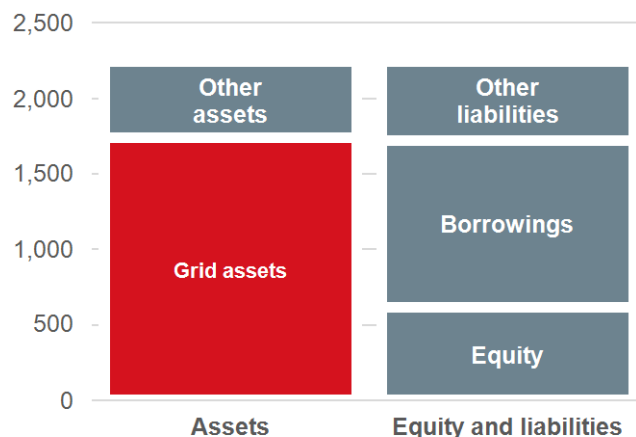 2,500
2,000
1,500
1,000
500
0
Other
assets
Grid assets
Other
liabilities
Borrowings
Equity
Assets
Equity and liabilities